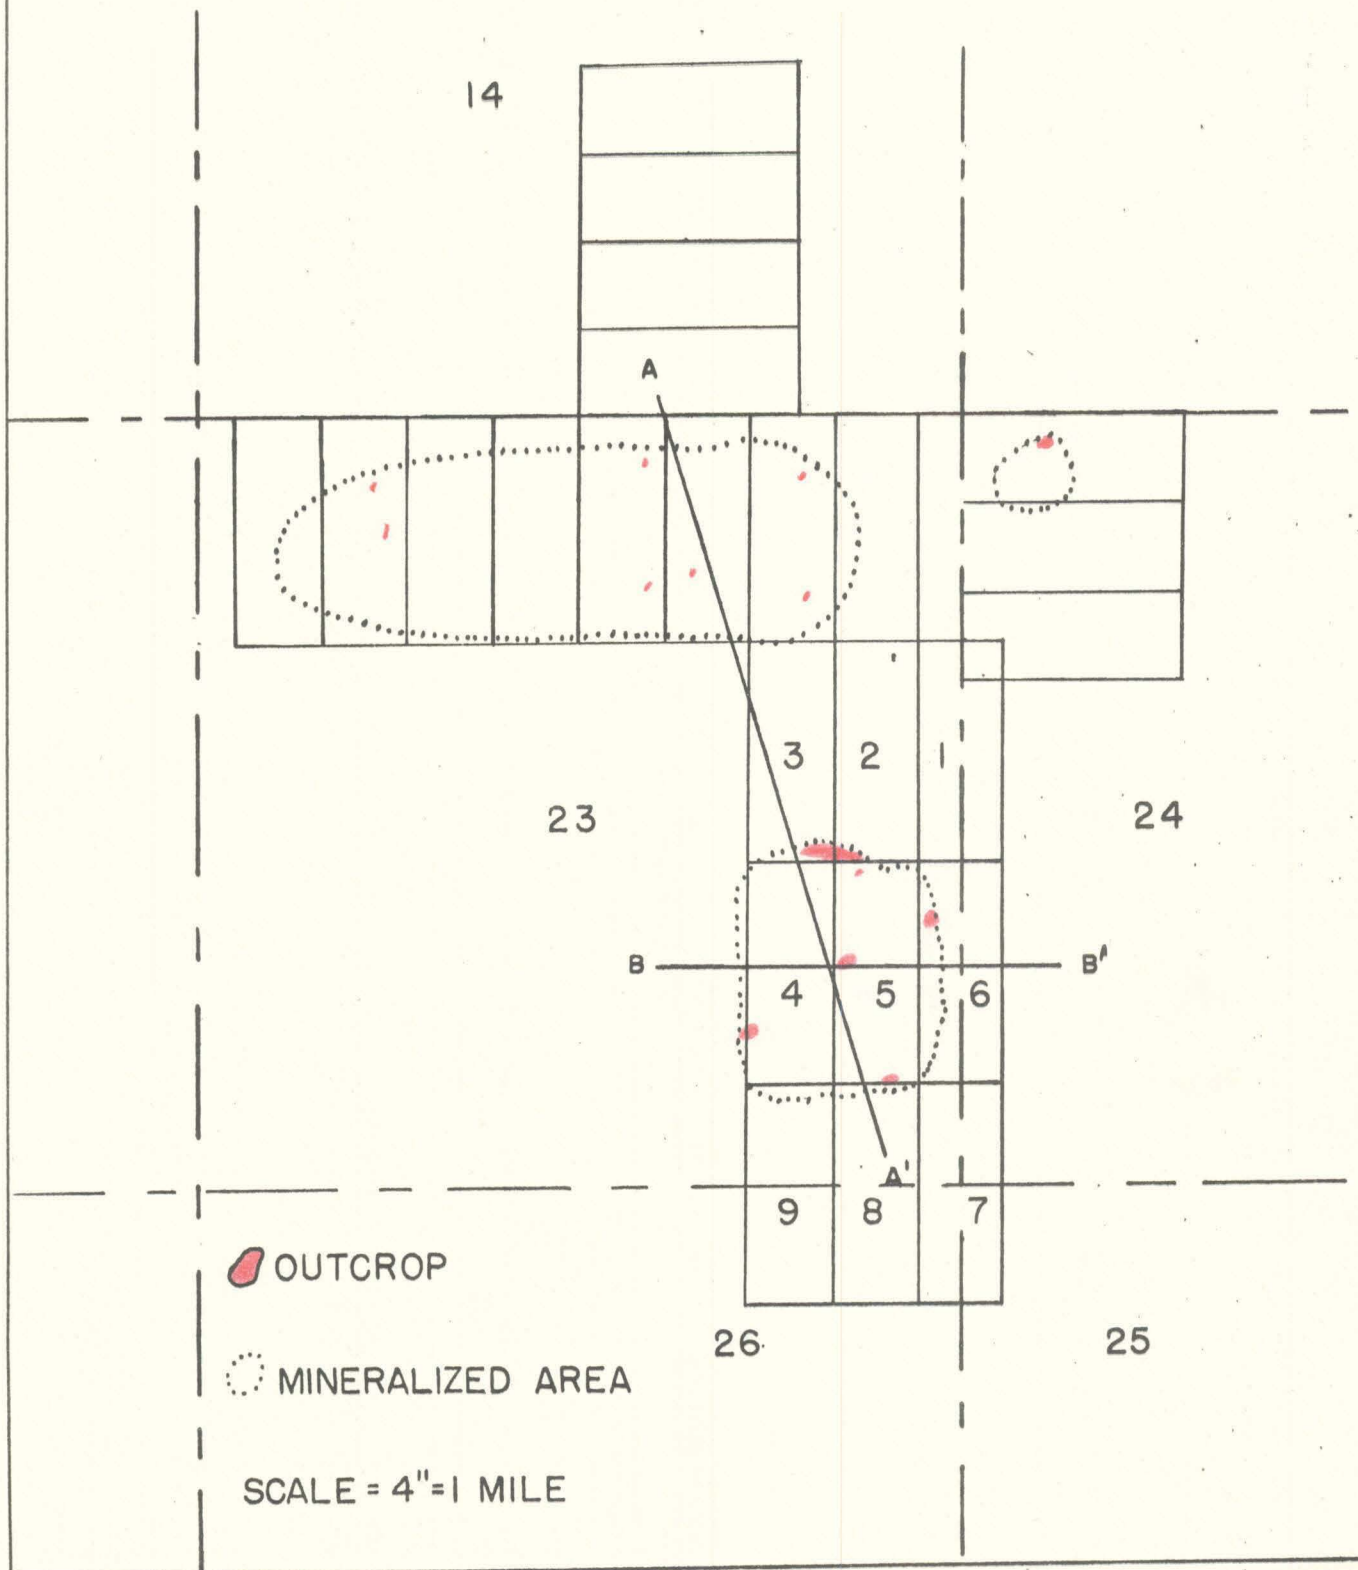 14
A
3 2 1
23
24
B
B'
4 5 6
A'
9 8 7
OUTCROP
26.
25
MINERALIZED AREA
SCALE = 4"=1 MILE